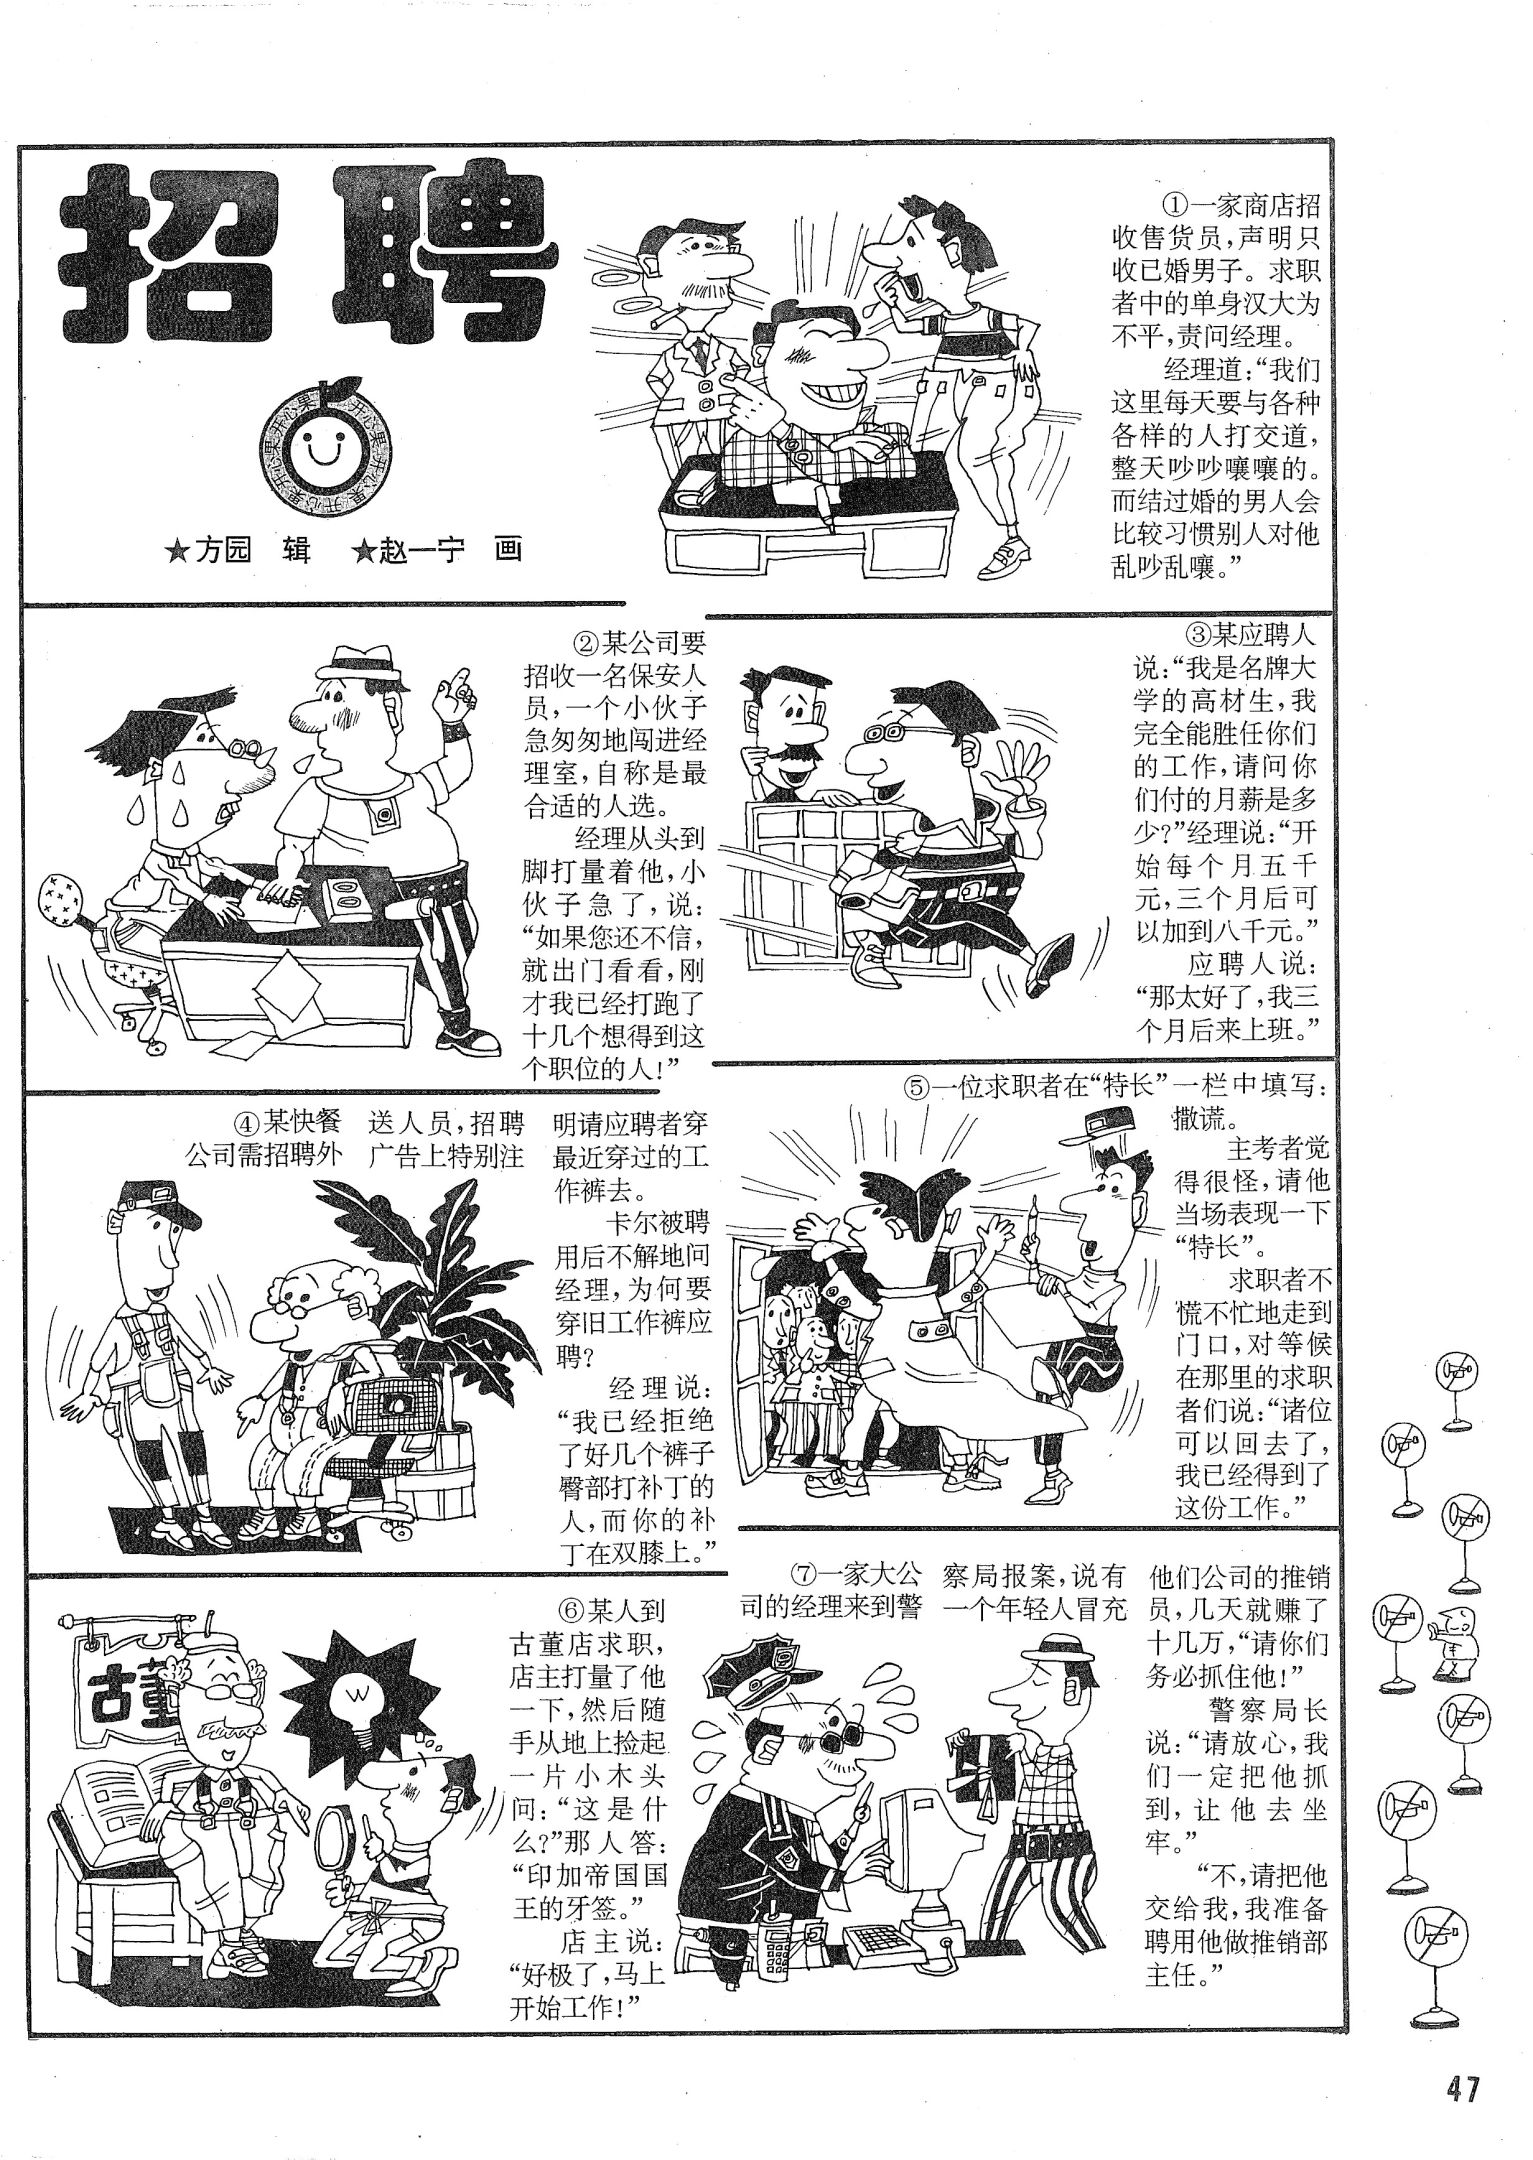 招聘
开心果 开心果 开心果 开心果
★方园 辑 ★赵一宁 画
①一家商店招
收售货员，声明只
收已婚男子。求职
者中的单身汉大为
不平，责问经理。
经理道：“我们
这里每天要与各种
各样的人打交道，
整天吵吵嚷嚷的。
而结过婚的男人会
比较习惯别人对他
乱吵乱嚷。”
②某公司要
招收一名保安人
员，一个小伙子
急匆匆地闯进经
理室，自称是最
合适的人选。
经理从头到
脚打量着他，小
伙子急了，说：
“如果您还不信，
就出门看看，刚
才我已经打跑了
十几个想得到这
个职位的人！”
③某应聘人
说：“我是名牌大
学的高材生，我
完全能胜任你们
的工作，请问你
们付的月薪是多
少？”经理说：“开
始每个月五千
元，三个月后可
以加到八千元。”
应聘人说：
“那太好了，我三
个月后来上班。”
④某快餐
公司需招聘外
送人员，招聘
广告上特别注
明请应聘者穿
最近穿过的工
作裤去。
卡尔被聘
用后不解地问
经理，为何要
穿旧工作裤应
聘？
经理说：
“我已经拒绝
了好几个裤子
臀部打补丁的
人，而你的补
丁在双膝上。”
⑤一位求职者在“特长”一栏中填写：
撒谎。
主考者觉
得很怪，请他
当场表现一下
“特长”。
求职者不
慌不忙地走到
门口，对等候
在那里的求职
者们说：“诸位
可以回去了，
我已经得到了
这份工作。”
古董
⑥某人到
古董店求职，
店主打量了他
一下，然后随
手从地上捡起
一片小木头
问：“这是什
么？”那人答：
“印加帝国国
王的牙签。”
店主说：
“好极了，马上
开始工作！”
⑦一家大公
司的经理来到警
察局报案，说有
一个年轻人冒充
他们公司的推销
员，几天就赚了
十几万，“请你们
务必抓住他！”
警察局长
说：“请放心，我
们一定把他抓
到，让他去坐
牢。”
“不，请把他
交给我，我准备
聘用他做推销部
主任。”
47